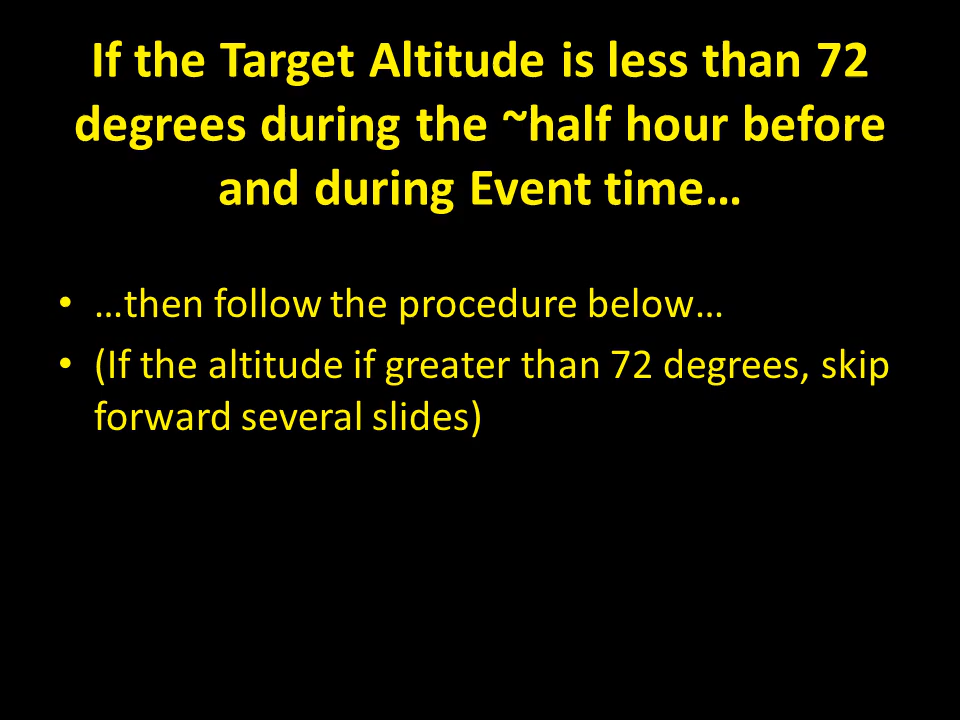 If the Target Altitude is less than 72
degrees during the ~half hour before
and during Event time…
• …then follow the procedure below…
• (If the altitude if greater than 72 degrees, skip
forward several slides)